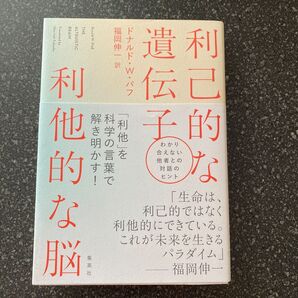 利己的な
遺伝子
利他的な脳
ドナルド・W・パフ
福岡伸一 訳
THE
ALTRUISTIC
BRAIN
「利他」を
科学の言葉で
解き明かす!
わかり
合えない
他者との
対話の
ヒント
「生命は、
利己的ではなく
利他的にできている。
これが未来を生きる
パラダイム」
──福岡伸一
集英社